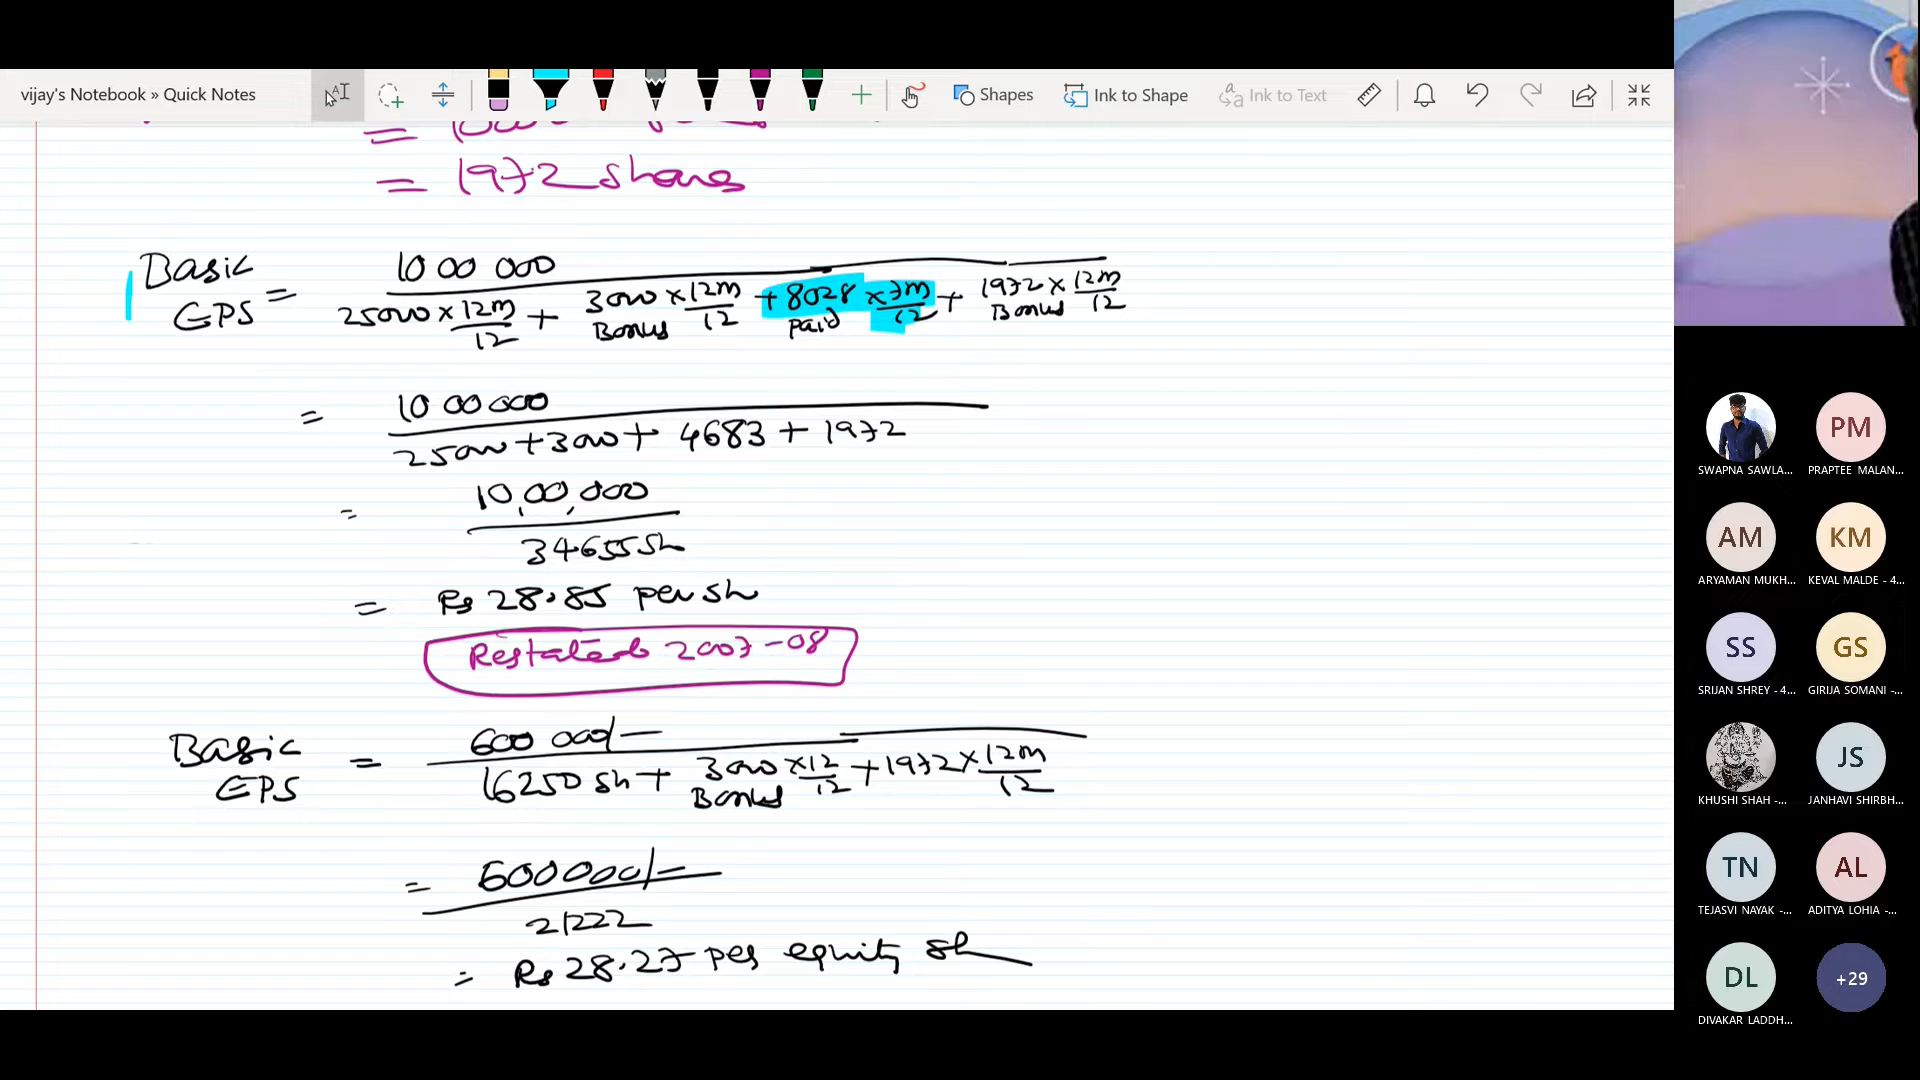 vijay's Notebook » Quick Notes
Shapes
Ink to Shape
Ink to Text
= 1972 shares
Basic EPS = 10 00 000
25000 x 12m/12 + 3000 x 12m/12 + 8028 x 7m/12 + 1972 x 12m/12
Bonus paid Bonus
= 10 00 000
25000 + 3000 + 4683 + 1972
= 10,00,000
34655 sh
= Rs 28.85 per sh
Restated 2007-08
Basic EPS = 600 000/-
16250 sh + 3000 x 12/12 + 1972 x 12m/12
Bonus
= 600000/-
21222
= Rs 28.27 per equity sh
SWAPNA SAWLA...
PM
PRAPTEE MALAN...
AM
ARYAMAN MUKH...
KM
KEVAL MALDE - 4...
SS
SRIJAN SHREY - 4...
GS
GIRIJA SOMANI -...
KHUSHI SHAH -...
JS
JANHAVI SHIRBH...
TN
TEJASVI NAYAK -...
AL
ADITYA LOHIA -...
DL
DIVAKAR LADDH...
+29